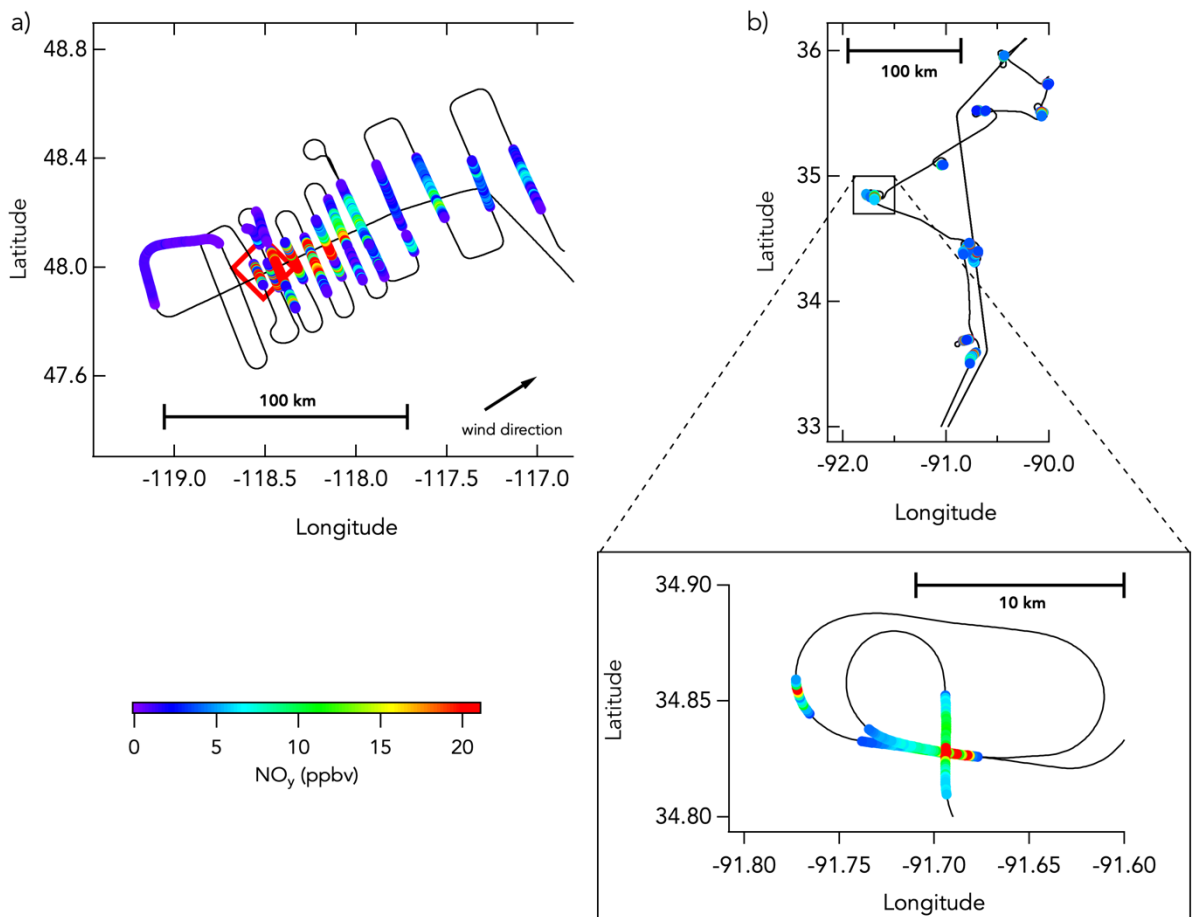 a)
48.8
48.4
48.0
47.6
Latitude
100 km
wind direction
-119.0
-118.5
-118.0
-117.5
-117.0
Longitude
b)
36
35
34
33
Latitude
100 km
-92.0
-91.0
-90.0
Longitude
0
5
10
15
20
NOy (ppbv)
34.90
34.85
34.80
Latitude
10 km
-91.80
-91.75
-91.70
-91.65
-91.60
Longitude